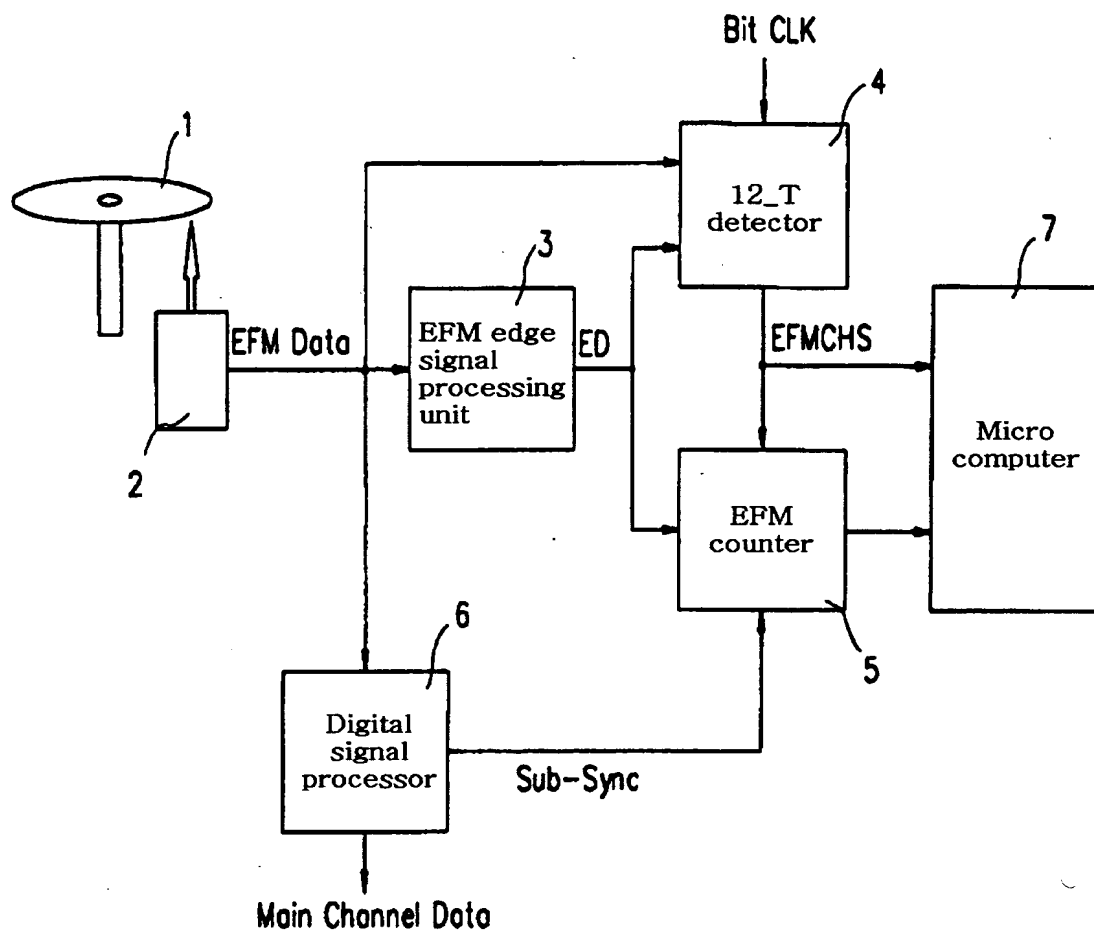 Bit CLK
4
1
12_T
detector
3
7
EFM Data
EFM edge
signal
processing
unit
ED
EFMCHS
2
Micro
computer
EFM
counter
6
5
Digital
signal
processor
Sub-Sync
Main Channel Data